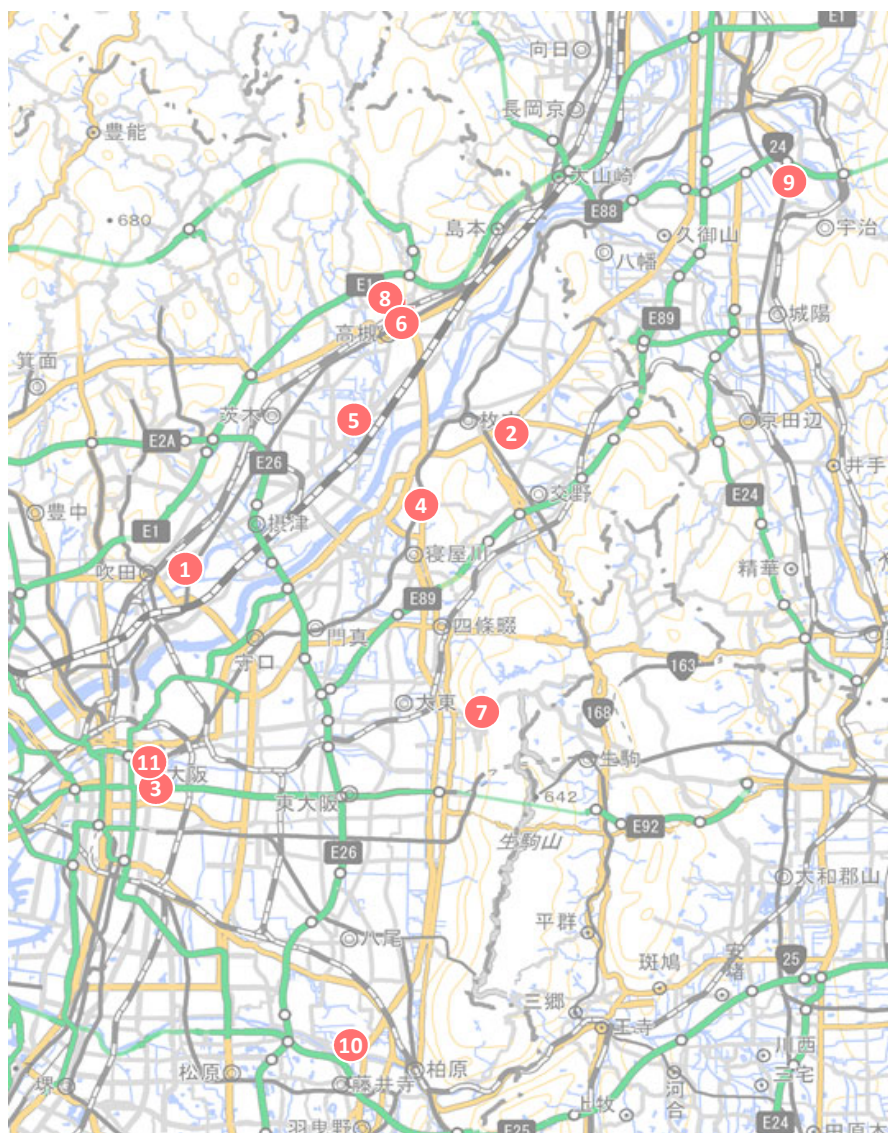 E1
向日
長岡京
豊能
24
大山崎
9
E88
680
島本
久御山
宇治
八幡
E1
8
6
高槻
E89
城陽
箕面
茨木
5
枚方
2
京田辺
E2A
E26
井手
交野
E24
豊中
4
摂津
E1
寝屋川
1
吹田
精華
E89
門真
四條畷
守口
163
大東
7
168
11
大阪
生駒
3
東大阪
642
E92
生駒山
E26
大和郡山
八尾
平群
斑鳩
安堵
25
三郷
王寺
10
柏原
川西
松原
藤井寺
三宅
堺
河合
上牧
羽曳野
E25
E24
田原本